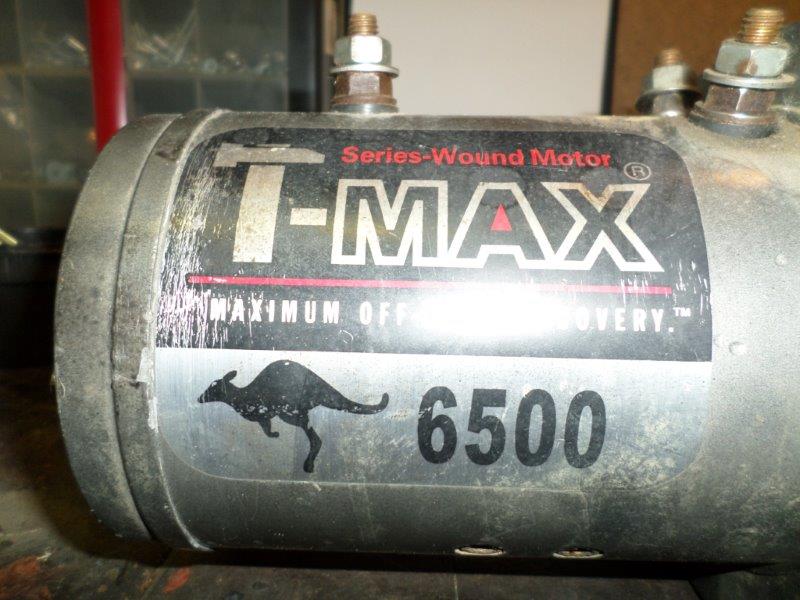 Series-Wound Motor
T-MAX®
MAXIMUM OFF
6500